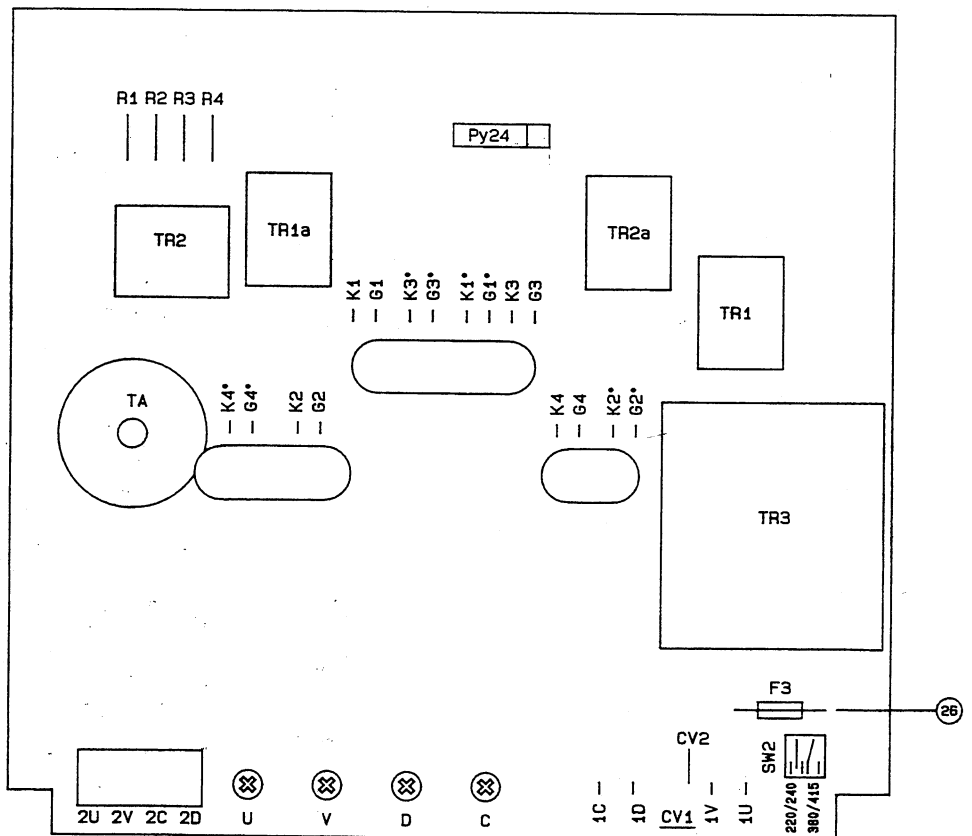 R1 R2 R3 R4
Py24
TR2
TR1a
TR2a
TR1
K1 G1 K3* G3* K1* G1* K3 G3
TA
K4* G4* K2 G2
K4 G4 K2* G2*
TR3
F3
26
CV2
SW2
2U 2V 2C 2D
U V D C
1C 1D CV1 1V 1U
220/240
380/415